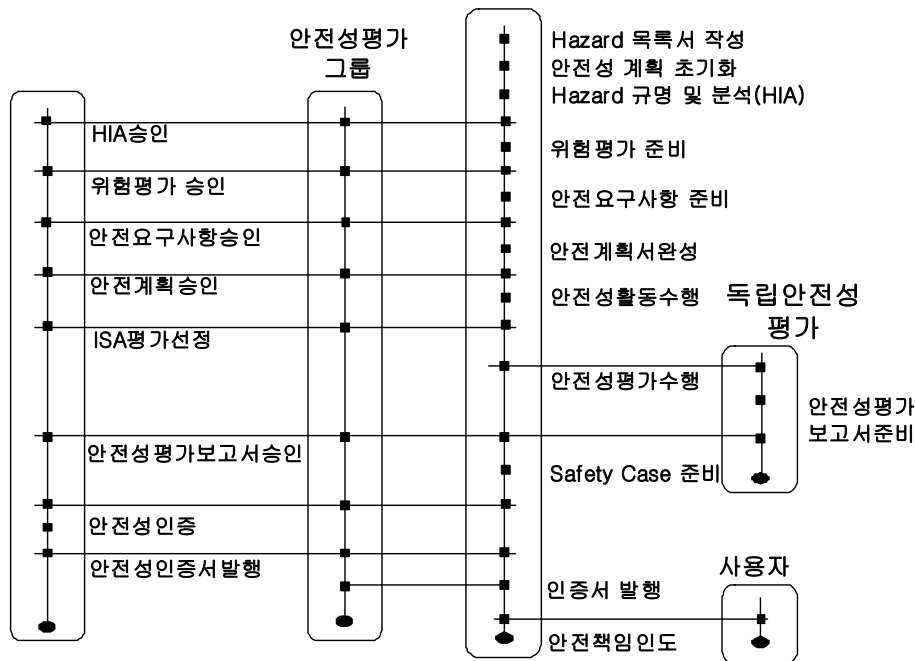 안전성평가
그룹
Hazard 목록서 작성
안전성 계획 초기화
Hazard 규명 및 분석(HIA)
HIA승인
위험평가 준비
위험평가 승인
안전요구사항 준비
안전요구사항승인
안전계획서완성
안전계획승인
안전성활동수행
독립안전성
평가
ISA평가선정
안전성평가수행
안전성평가
보고서준비
안전성평가보고서승인
Safety Case 준비
안전성인증
안전성인증서발행
사용자
인증서 발행
안전책임인도